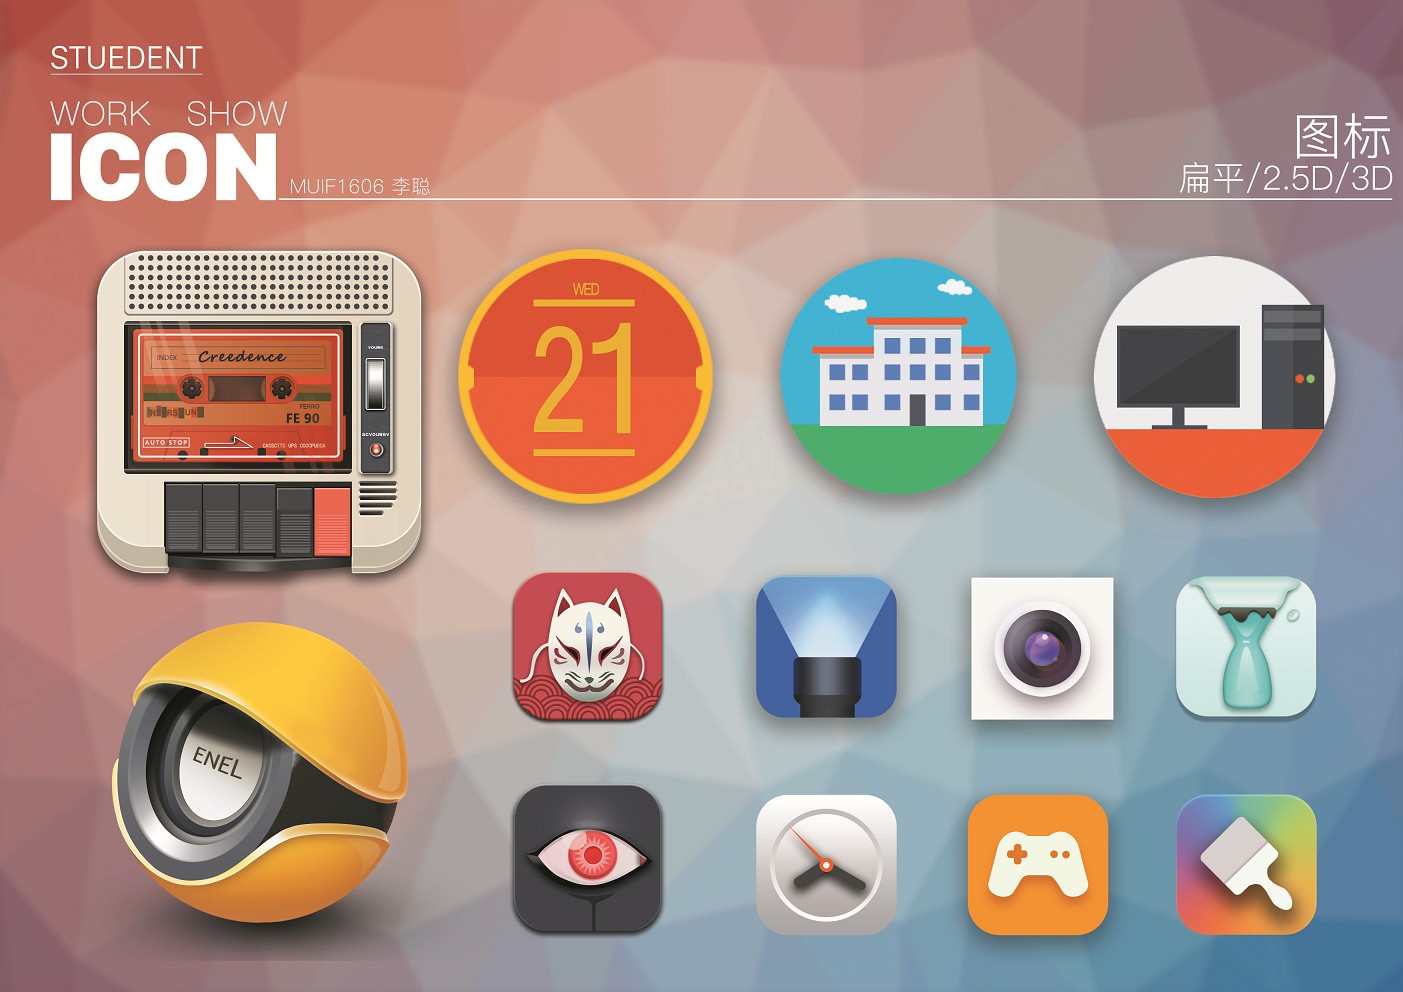 STUEDENT
WORK SHOW
ICON
MUIF1606 李聪
图标
扁平/2.5D/3D
INDEX Creedence
FERRO
FE 90
AUTO STOP
WED
21
ENEL